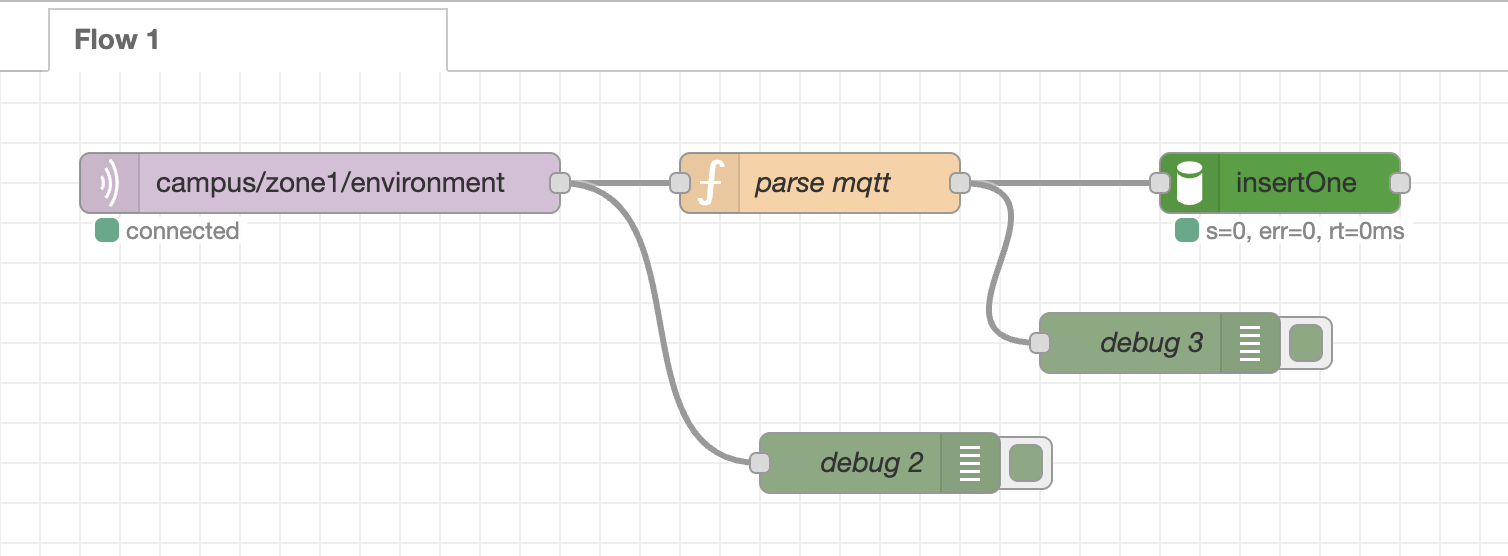 Flow 1
campus/zone1/environment
connected
parse mqtt
insertOne
s=0, err=0, rt=0ms
debug 3
debug 2